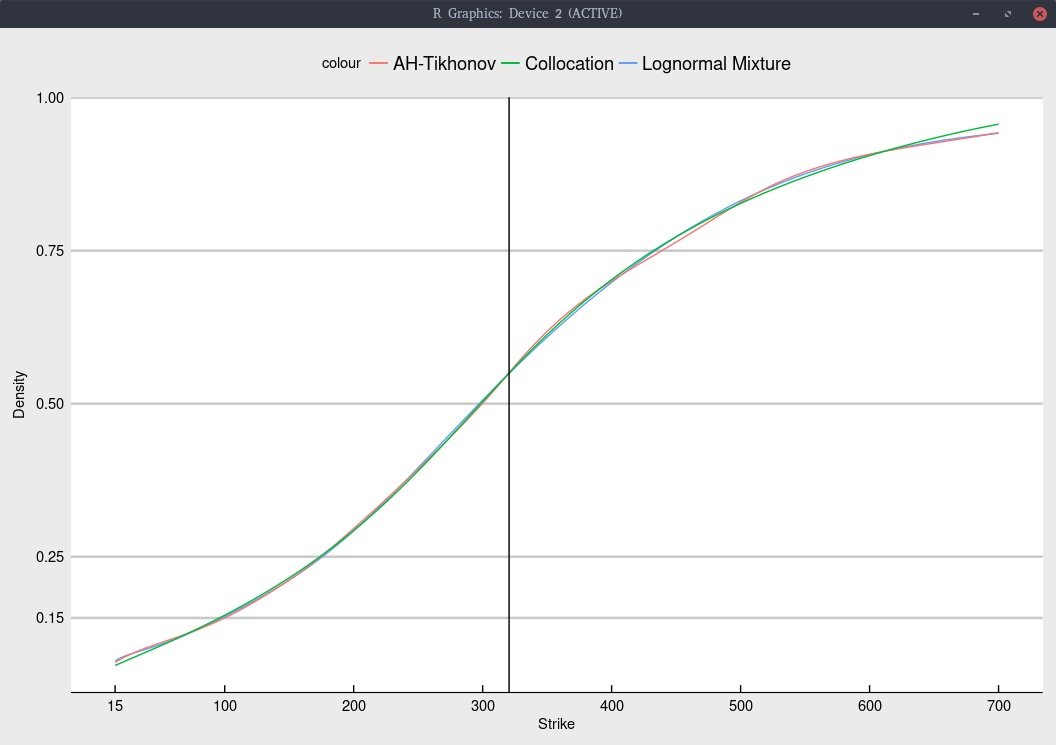 R Graphics: Device 2 (ACTIVE)
colour AH-Tikhonov Collocation Lognormal Mixture
1.00
0.75
0.50
0.25
0.15
Density
15 100 200 300 400 500 600 700
Strike